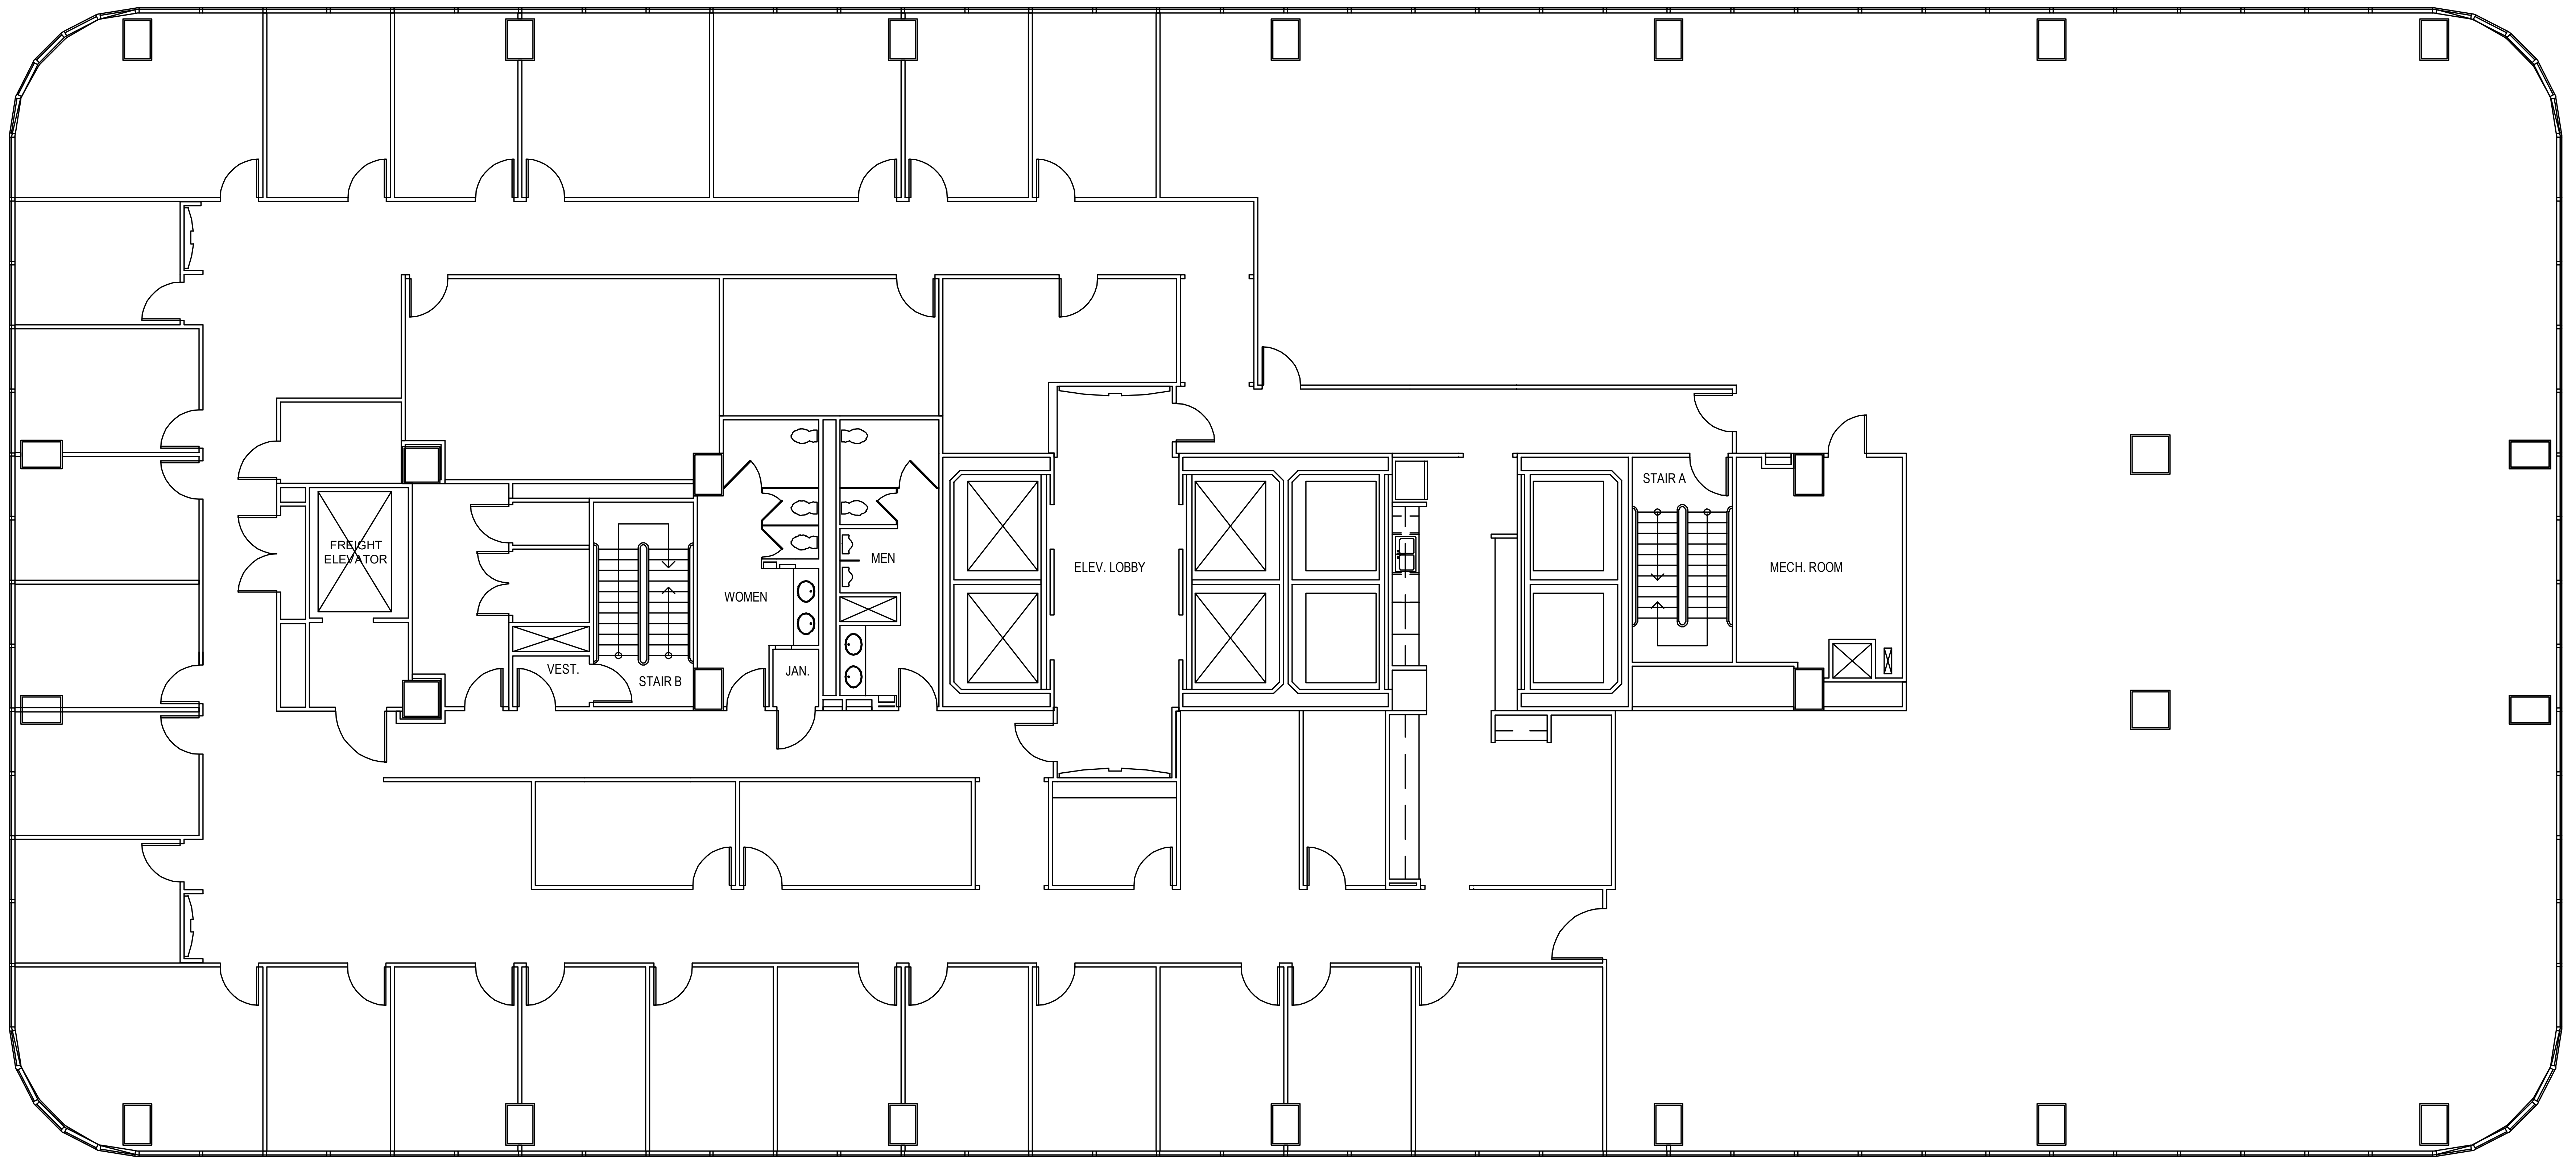 STAIR A
FREIGHT
ELEVATOR
MEN
ELEV. LOBBY
MECH. ROOM
WOMEN
VEST.
STAIR B
JAN.